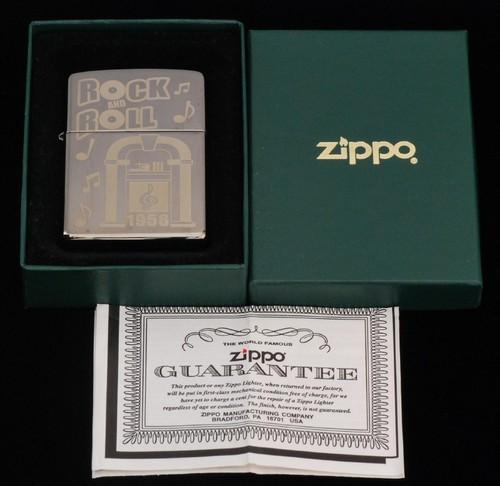 ROCK
AND
ROLL
1956
zippo®
THE WORLD FAMOUS
zippo®
GUARANTEE
This product or any Zippo Lighter, when returned to our factory,
will be put in first-class mechanical condition free of charge, for we
have yet to charge a cent for the repair of a Zippo Lighter
regardless of age or condition. The finish, however, is not guaranteed.
ZIPPO MANUFACTURING COMPANY
BRADFORD, PA 16701 USA